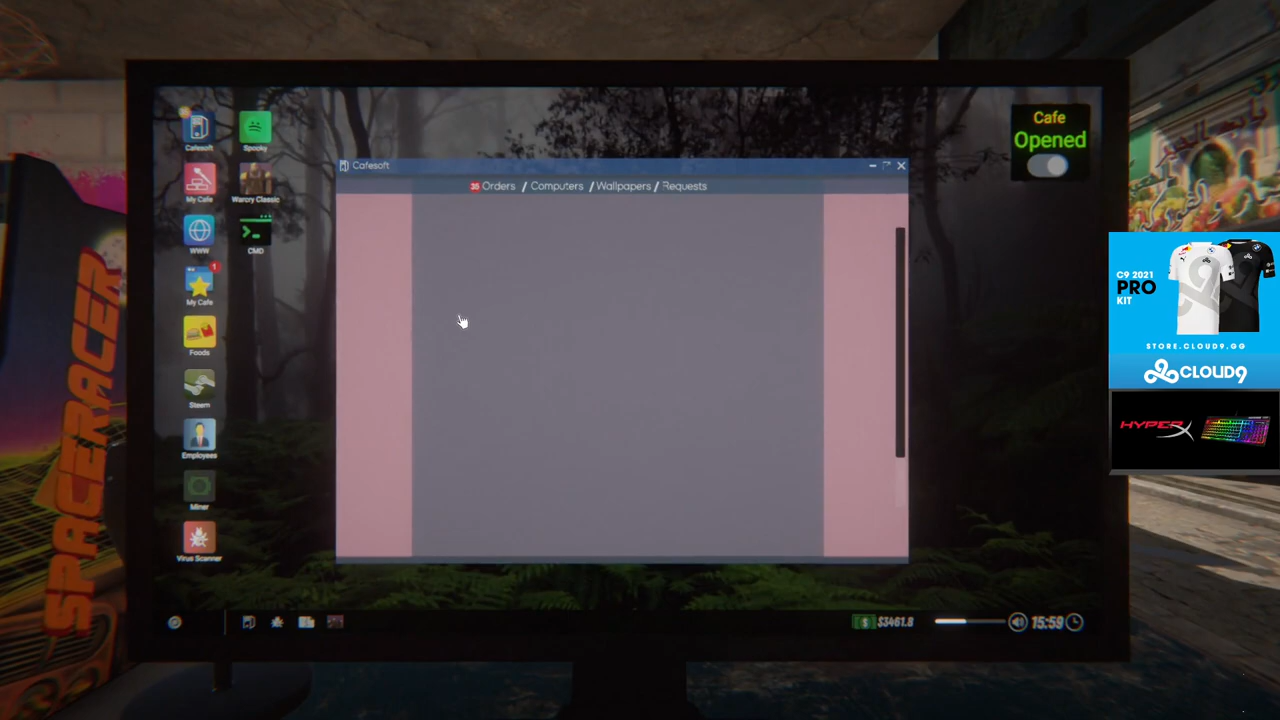 Cafesoft
Spooky
My Cafe
Warcry Classic
WWW
CMD
My Cafe
1
Foods
Steem
Employees
Miner
Virus Scanner
Cafesoft
35 Orders / Computers / Wallpapers / Requests
Cafe
Opened
$3461.8
15:59
SPACERACER
C9 2021
PRO
KIT
STORE.CLOUD9.GG
CLOUD9
HYPERX